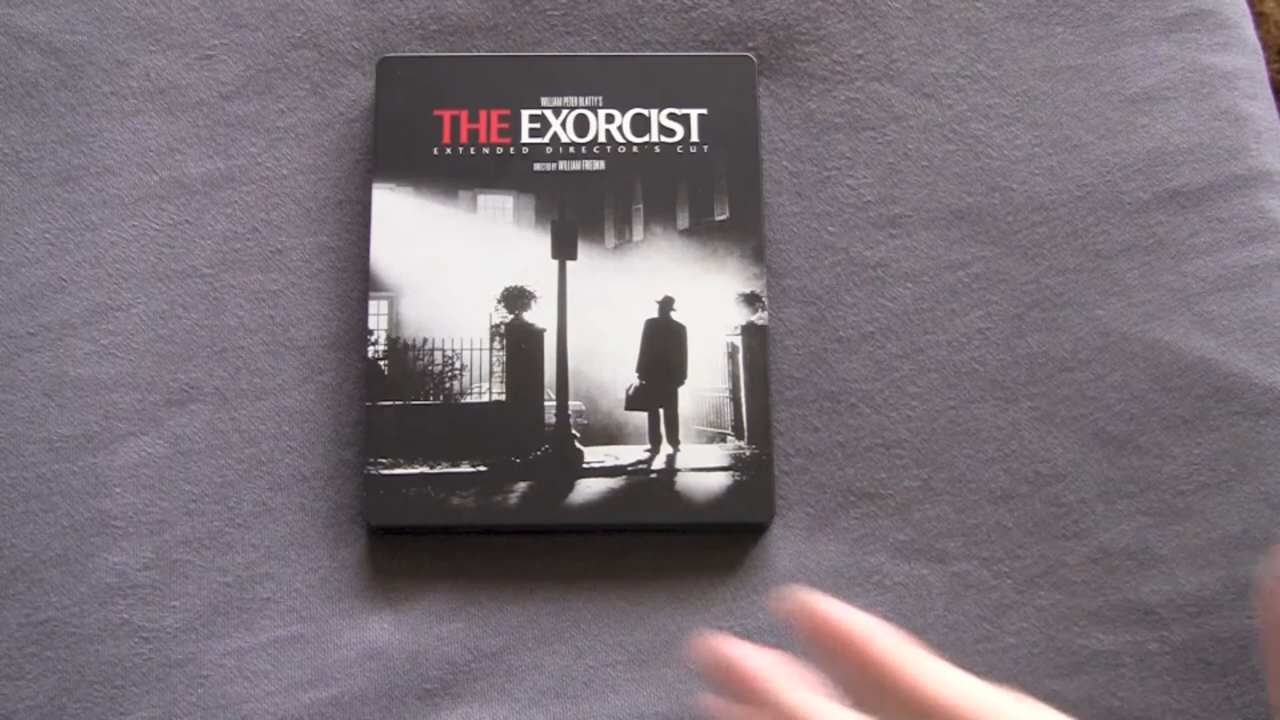 WILLIAM PETER BLATTY'S
THE EXORCIST
EXTENDED DIRECTOR'S CUT
DIRECTED BY WILLIAM FRIEDKIN